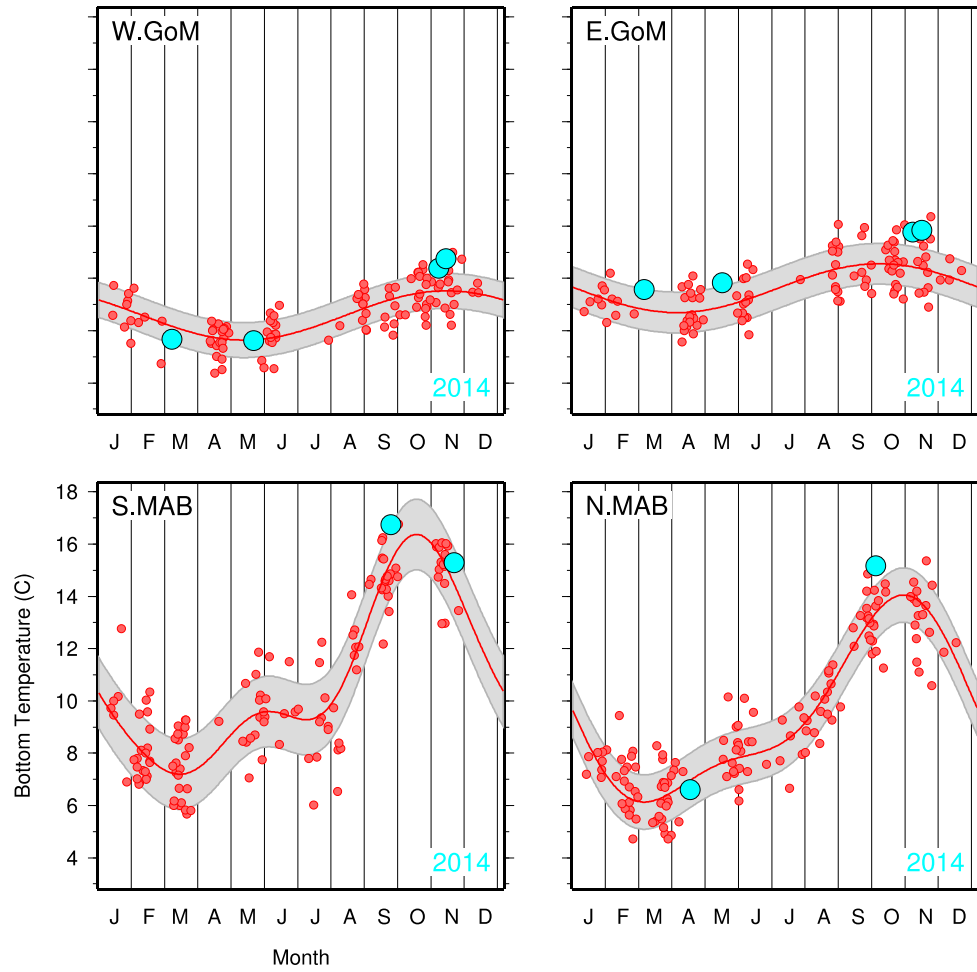 W.GoM
E.GoM
2014
2014
J F M A M J J A S O N D
J F M A M J J A S O N D
S.MAB
N.MAB
18
16
14
12
10
8
6
4
Bottom Temperature (C)
2014
2014
J F M A M J J A S O N D
J F M A M J J A S O N D
Month